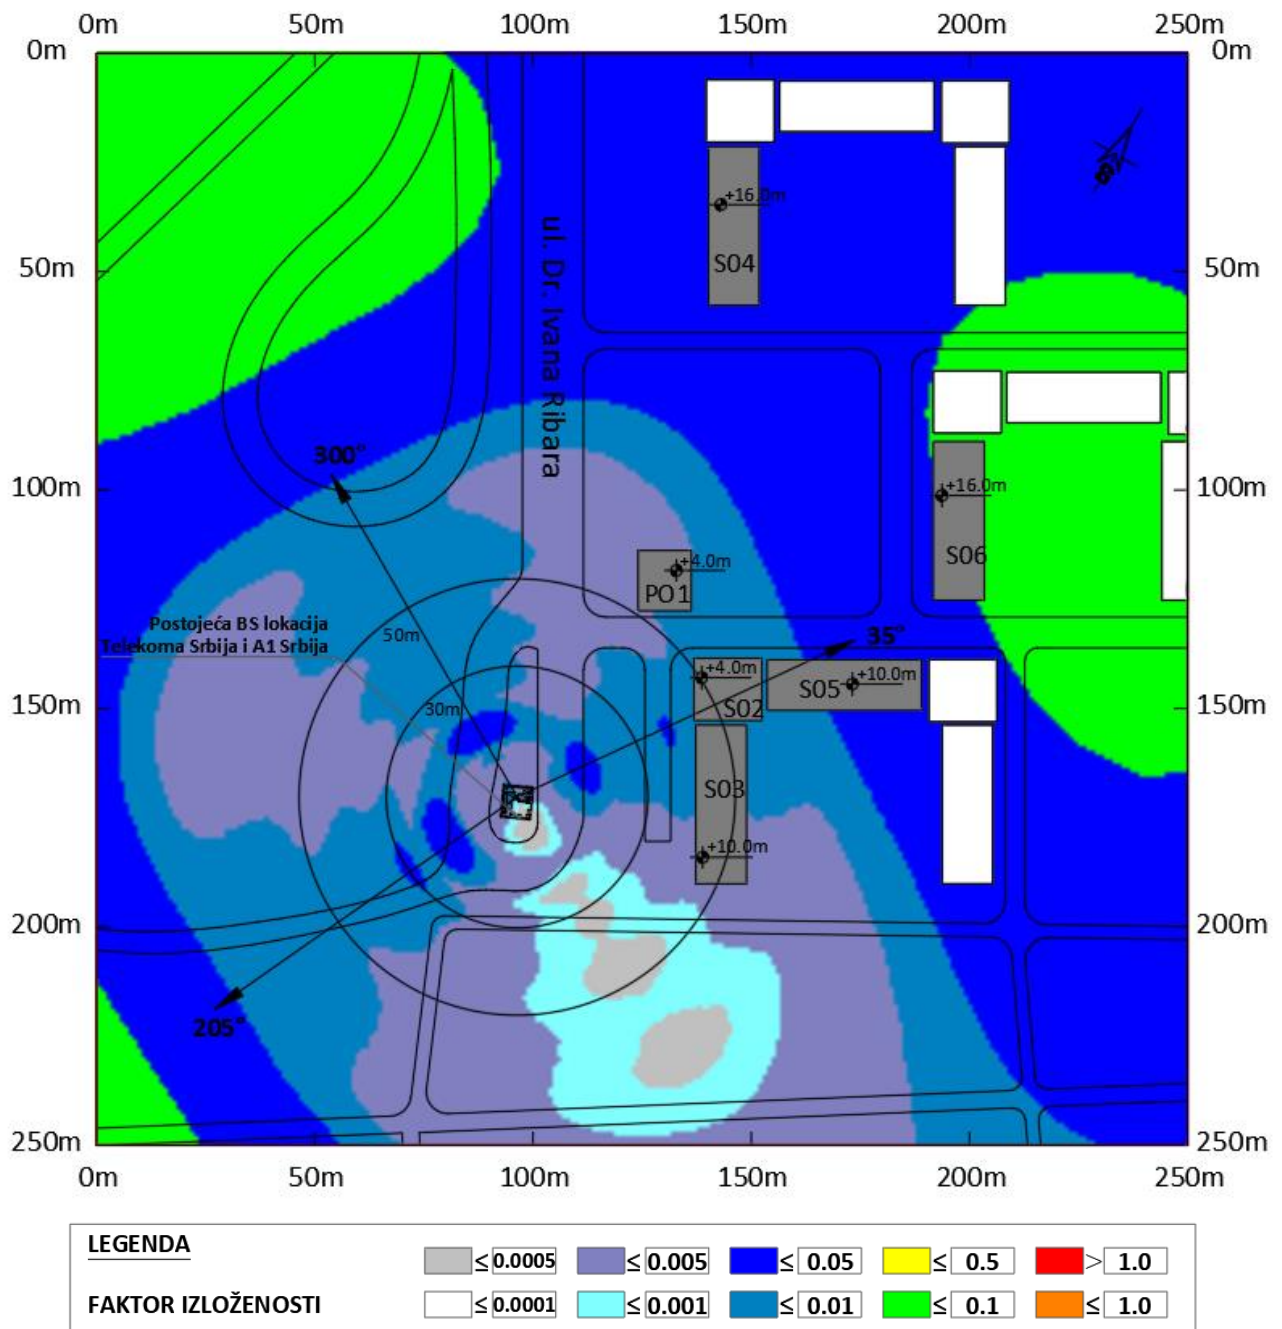 0m 50m 100m 150m 200m 250m
0m 0m
+16.0m
ul. Dr. Ivana Ribara
S04
50m 50m
300°
100m +16.0m 100m
S06
+4.0m
PO1
Postojeća BS lokacija
Telekoma Srbija i A1 Srbija
50m
35°
+4.0m +10.0m
S05
S02
150m 30m 150m
S03
+10.0m
200m 200m
205°
250m 250m
0m 50m 100m 150m 200m 250m
LEGENDA
≤ 0.0005 ≤ 0.005 ≤ 0.05 ≤ 0.5 > 1.0
FAKTOR IZLOŽENOSTI ≤ 0.0001 ≤ 0.001 ≤ 0.01 ≤ 0.1 ≤ 1.0